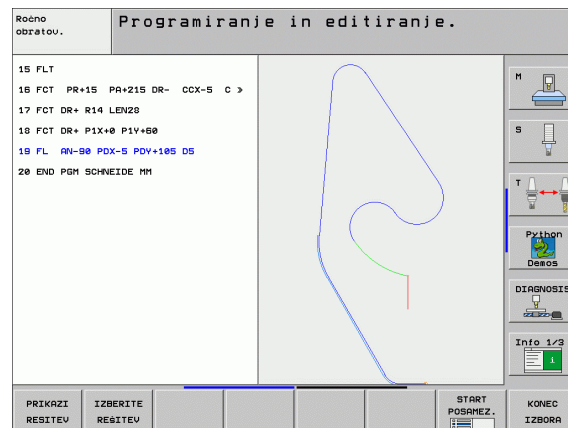 Ročno
obratov.
Programiranje in editiranje.
15 FLT
16 FCT PR+15 PA+215 DR- CCX-5 C »
17 FCT DR+ R14 LEN28
18 FCT DR+ P1X+0 P1Y+60
19 FL AN-90 PDX-5 PDY+105 D5
20 END PGM SCHNEIDE MM
M
S
T
Python
Demos
DIAGNOSIS
Info 1/3
i
PRIKAZI
RESITEV
IZBERITE
REŠITEV
START
POSAMEZ.
KONEC
IZBORA